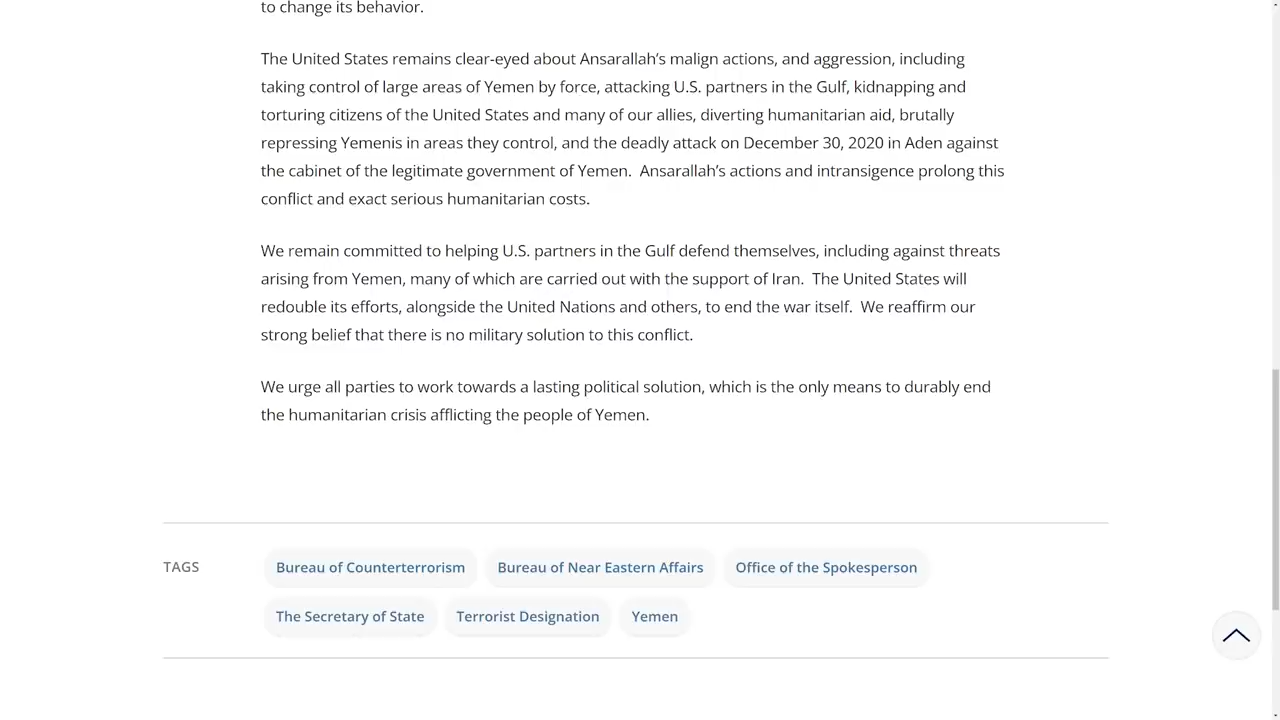 to change its behavior.
The United States remains clear-eyed about Ansarallah’s malign actions, and aggression, including
taking control of large areas of Yemen by force, attacking U.S. partners in the Gulf, kidnapping and
torturing citizens of the United States and many of our allies, diverting humanitarian aid, brutally
repressing Yemenis in areas they control, and the deadly attack on December 30, 2020 in Aden against
the cabinet of the legitimate government of Yemen.  Ansarallah’s actions and intransigence prolong this
conflict and exact serious humanitarian costs.
We remain committed to helping U.S. partners in the Gulf defend themselves, including against threats
arising from Yemen, many of which are carried out with the support of Iran.  The United States will
redouble its efforts, alongside the United Nations and others, to end the war itself.  We reaffirm our
strong belief that there is no military solution to this conflict.
We urge all parties to work towards a lasting political solution, which is the only means to durably end
the humanitarian crisis afflicting the people of Yemen.
TAGS
Bureau of Counterterrorism Bureau of Near Eastern Affairs Office of the Spokesperson
The Secretary of State Terrorist Designation Yemen